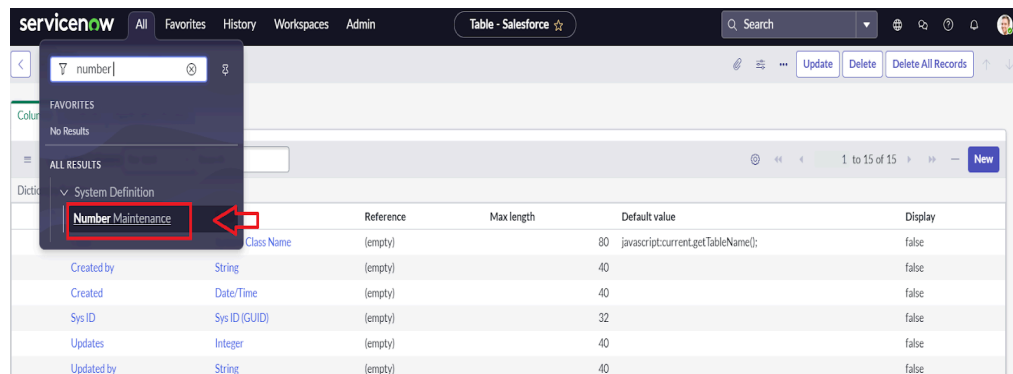 servicenow All Favorites History Workspaces Admin Table - Salesforce Search
number Update Delete Delete All Records
FAVORITES
Colu
No Results
ALL RESULTS 1 to 15 of 15 New
Dictio System Definition
Number Maintenance Reference Max length Default value Display
Class Name (empty) 80 javascript:current.getTableName(); false
Created by String (empty) 40 false
Created Date/Time (empty) 40 false
Sys ID Sys ID (GUID) (empty) 32 false
Updates Integer (empty) 40 false
Updated by String (empty) 40 false